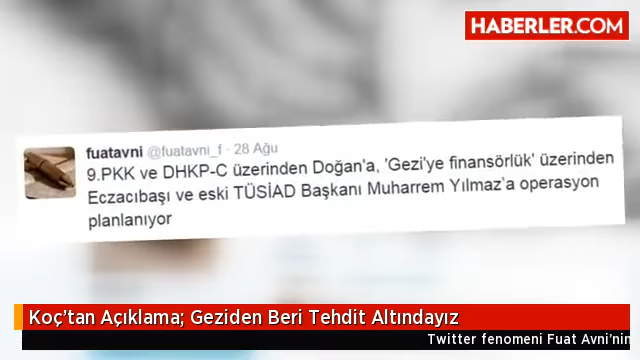 HABERLER.COM
fuatavni @fuatavni_f · 28 Ağu
9.PKK ve DHKP-C üzerinden Doğan'a, 'Gezi'ye finansörlük' üzerinden
Eczacıbaşı ve eski TÜSİAD Başkanı Muharrem Yılmaz'a operasyon
planlanıyor
Koç'tan Açıklama; Geziden Beri Tehdit Altındayız
Twitter fenomeni Fuat Avni'nin